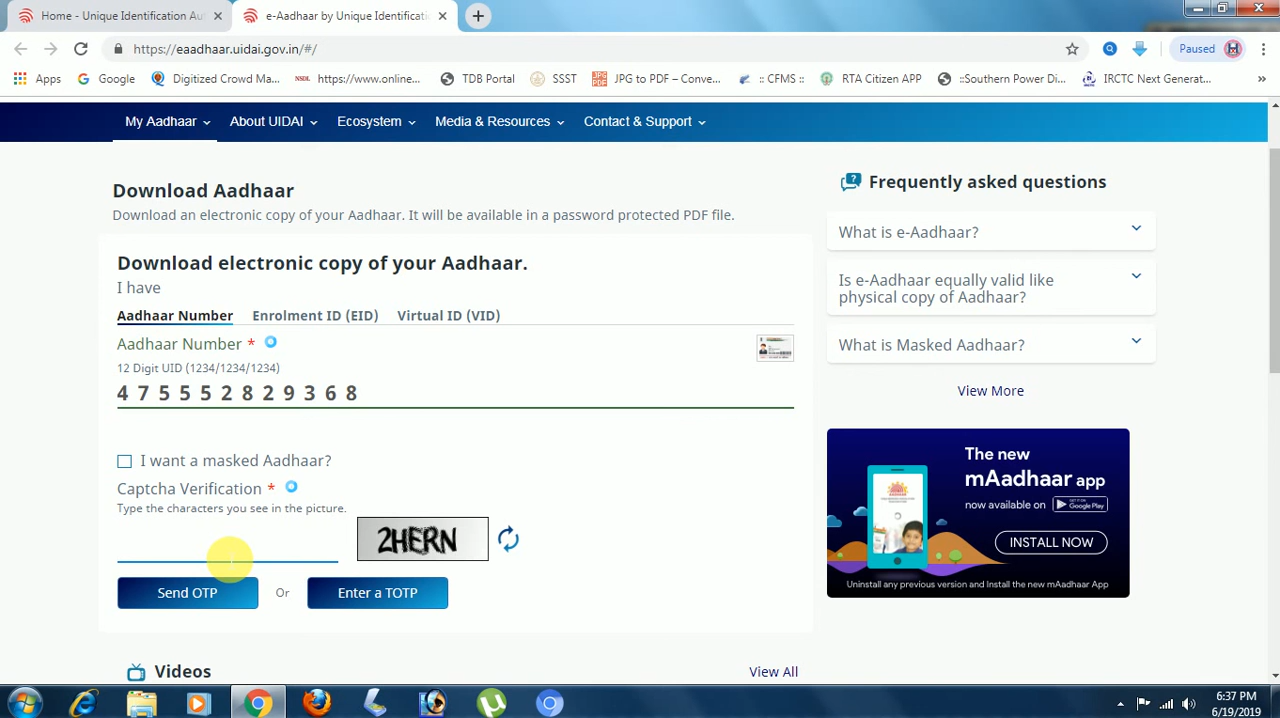 Home - Unique Identification Au
e-Aadhaar by Unique Identificati
https://eaadhaar.uidai.gov.in/#/
Paused
Apps
Google
Digitized Crowd Ma...
NSDL
https://www.online...
TDB Portal
SSST
JPG to PDF – Conve...
:: CFMS ::
RTA Citizen APP
::Southern Power Di...
IRCTC Next Generat...
»
My Aadhaar
About UIDAI
Ecosystem
Media & Resources
Contact & Support
Download Aadhaar
Download an electronic copy of your Aadhaar. It will be available in a password protected PDF file.
Download electronic copy of your Aadhaar.
I have
Aadhaar Number
Enrolment ID (EID)
Virtual ID (VID)
Aadhaar Number *
12 Digit UID (1234/1234/1234)
4 7 5 5 5 2 8 2 9 3 6 8
I want a masked Aadhaar?
Captcha Verification *
Type the characters you see in the picture.
2HERN
Send OTP
Or
Enter a TOTP
Videos
View All
Frequently asked questions
What is e-Aadhaar?
Is e-Aadhaar equally valid like
physical copy of Aadhaar?
What is Masked Aadhaar?
View More
The new
mAadhaar app
now available on
GET IT ON
Google Play
INSTALL NOW
Uninstall any previous version and Install the new mAadhaar App
6:37 PM
6/19/2019